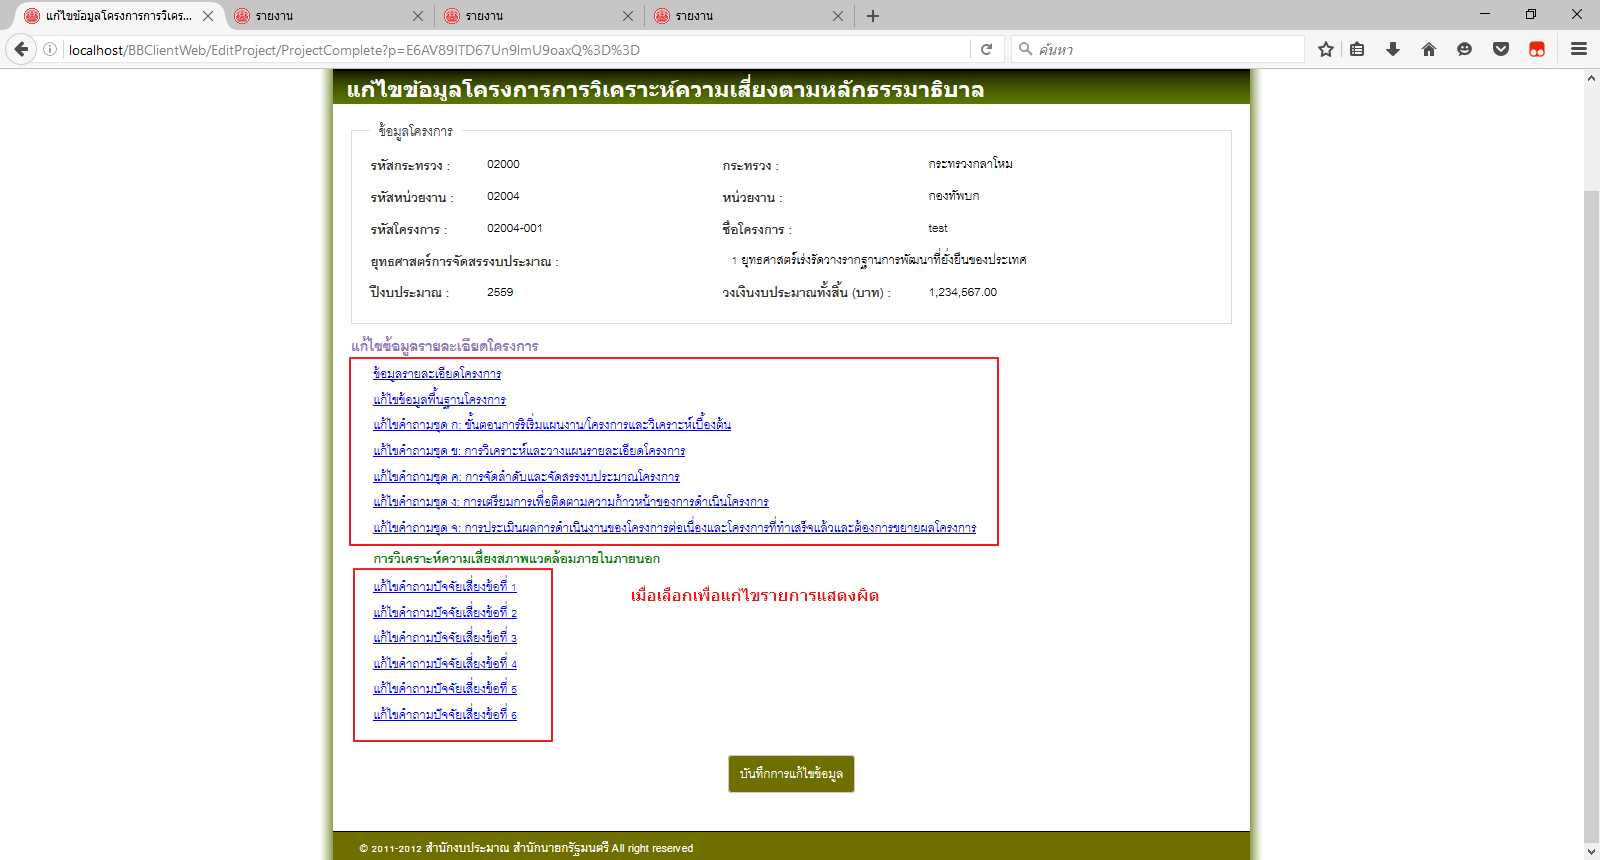 แก้ไขข้อมูลโครงการการวิเคร... รายงาน รายงาน รายงาน
localhost/BBClientWeb/EditProject/ProjectComplete?p=E6AV89ITD67Un9lmU9oaxQ%3D%3D ค้นหา
แก้ไขข้อมูลโครงการการวิเคราะห์ความเสี่ยงตามหลักธรรมาธิบาล
ข้อมูลโครงการ
รหัสกระทรวง : 02000 กระทรวง : กระทรวงกลาโหม
รหัสหน่วยงาน : 02004 หน่วยงาน : กองทัพบก
รหัสโครงการ : 02004-001 ชื่อโครงการ : test
ยุทธศาสตร์การจัดสรรงบประมาณ : 1 ยุทธศาสตร์เร่งรัดวางรากฐานการพัฒนาที่ยั่งยืนของประเทศ
ปีงบประมาณ : 2559 วงเงินงบประมาณทั้งสิ้น (บาท) : 1,234,567.00
แก้ไขข้อมูลรายละเอียดโครงการ
ข้อมูลรายละเอียดโครงการ
แก้ไขข้อมูลพื้นฐานโครงการ
แก้ไขคำถามชุด ก: ขั้นตอนการริเริ่มแผนงาน/โครงการและวิเคราะห์เบื้องต้น
แก้ไขคำถามชุด ข: การวิเคราะห์และวางแผนรายละเอียดโครงการ
แก้ไขคำถามชุด ค: การจัดลำดับและจัดสรรงบประมาณโครงการ
แก้ไขคำถามชุด ง: การเตรียมการเพื่อติดตามความก้าวหน้าของการดำเนินโครงการ
แก้ไขคำถามชุด จ: การประเมินผลการดำเนินงานของโครงการต่อเนื่องและโครงการที่ทำเสร็จแล้วและต้องการขยายผลโครงการ
การวิเคราะห์ความเสี่ยงสภาพแวดล้อมภายในภายนอก
แก้ไขคำถามปัจจัยเสี่ยงข้อที่ 1
เมื่อเลือกเพื่อแก้ไขรายการแสดงผิด
แก้ไขคำถามปัจจัยเสี่ยงข้อที่ 2
แก้ไขคำถามปัจจัยเสี่ยงข้อที่ 3
แก้ไขคำถามปัจจัยเสี่ยงข้อที่ 4
แก้ไขคำถามปัจจัยเสี่ยงข้อที่ 5
แก้ไขคำถามปัจจัยเสี่ยงข้อที่ 6
บันทึกการแก้ไขข้อมูล
© 2011-2012 สำนักงบประมาณ สำนักนายกรัฐมนตรี All right reserved